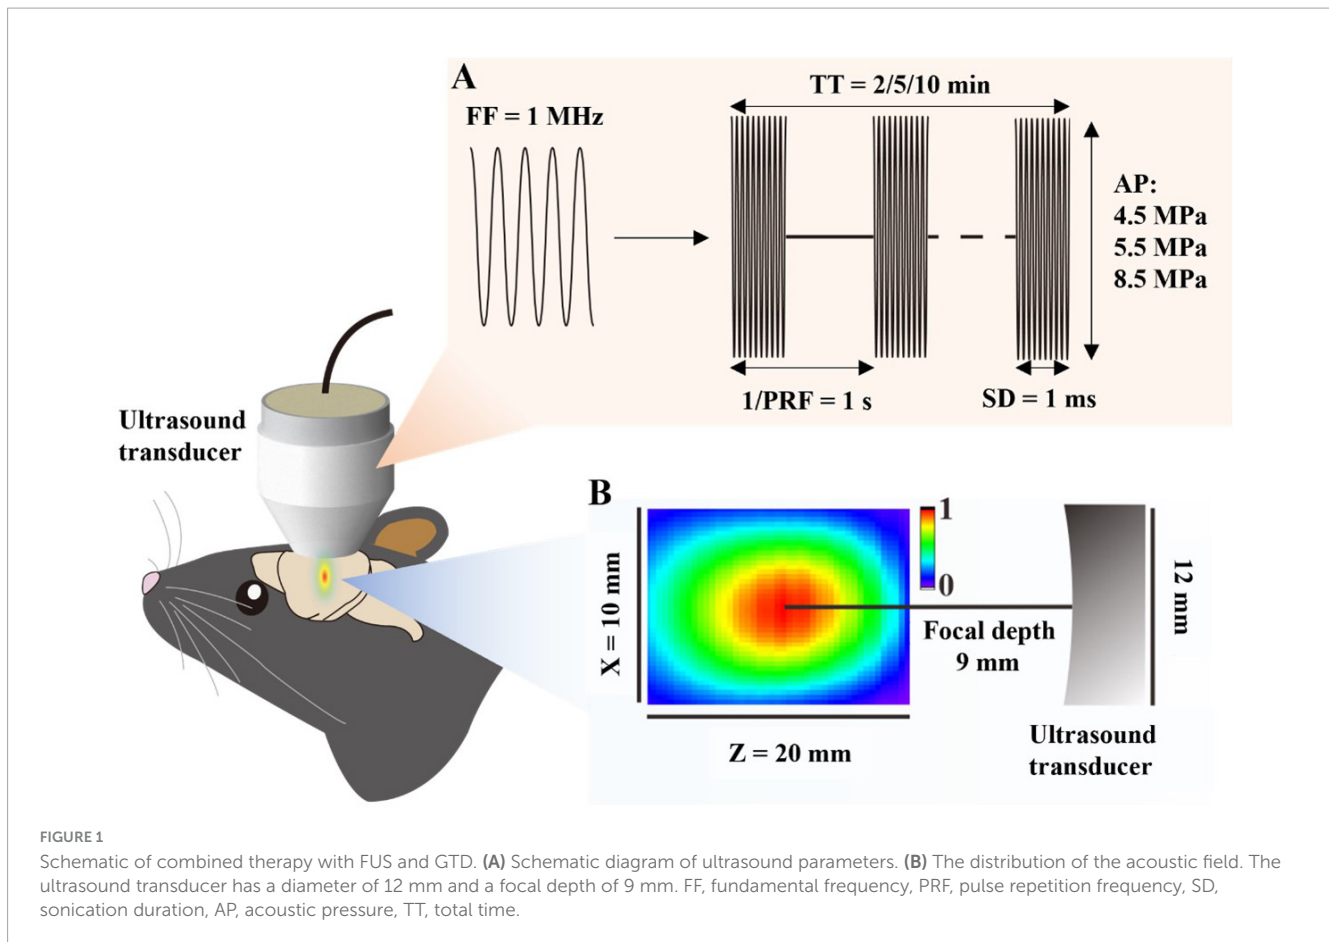 A
FF = 1 MHz
TT = 2/5/10 min
AP:
4.5 MPa
5.5 MPa
8.5 MPa
1/PRF = 1 s
SD = 1 ms
Ultrasound
transducer
B
X = 10 mm
1
0
Focal depth
9 mm
12 mm
Z = 20 mm
Ultrasound
transducer
FIGURE 1
Schematic of combined therapy with FUS and GTD. (A) Schematic diagram of ultrasound parameters. (B) The distribution of the acoustic field. The
ultrasound transducer has a diameter of 12 mm and a focal depth of 9 mm. FF, fundamental frequency, PRF, pulse repetition frequency, SD,
sonication duration, AP, acoustic pressure, TT, total time.